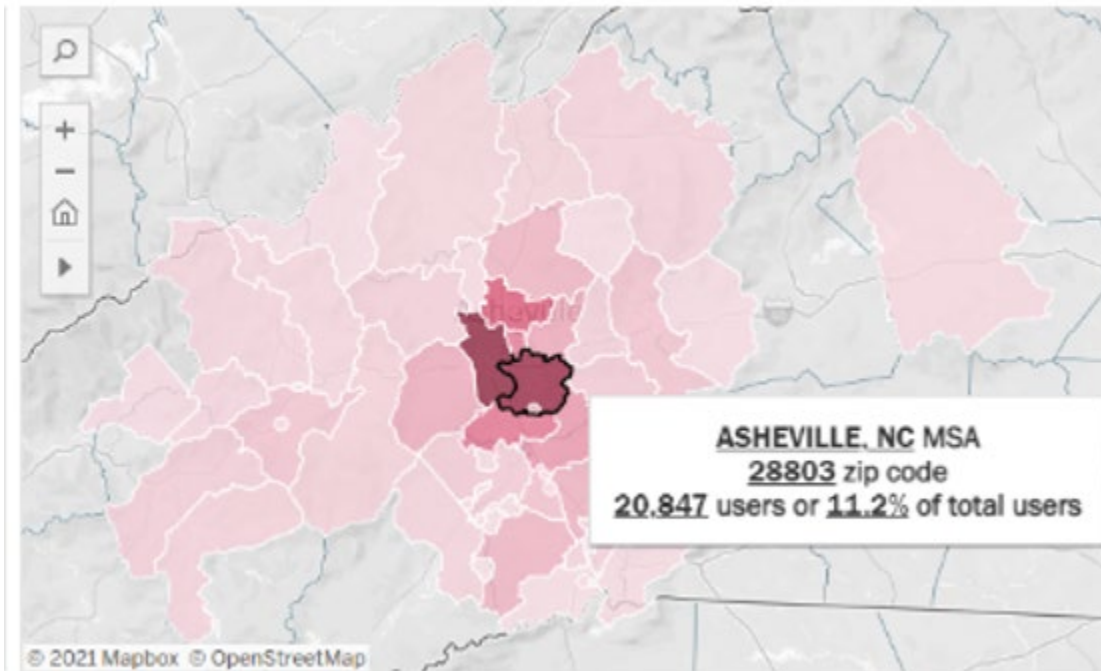 ASHEVILLE, NC MSA
28803 zip code
20,847 users or 11.2% of total users
© 2021 Mapbox © OpenStreetMap